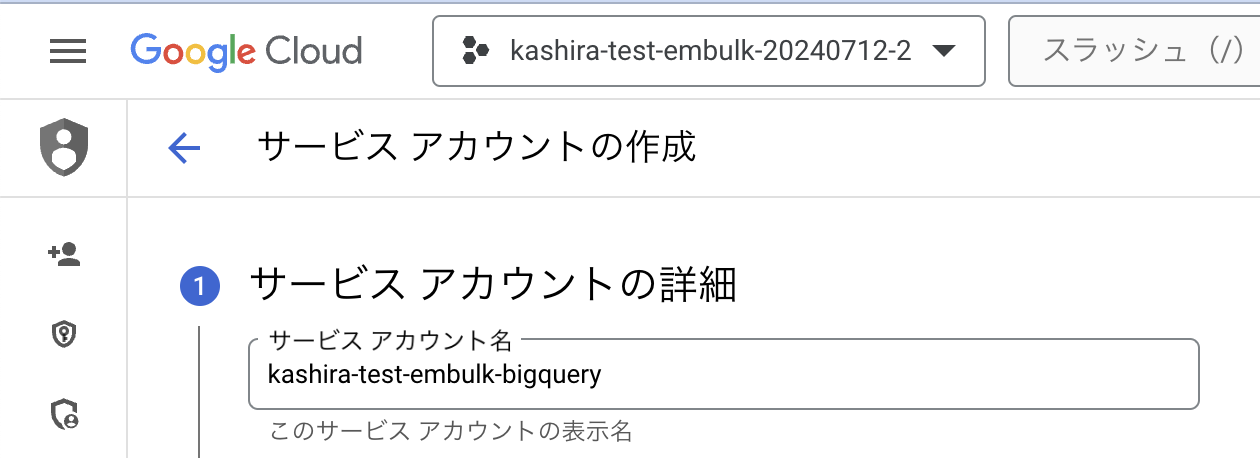 Google Cloud
kashira-test-embulk-20240712-2
スラッシュ（/）
サービス アカウントの作成
1
サービス アカウントの詳細
サービス アカウント名
kashira-test-embulk-bigquery
このサービス アカウントの表示名